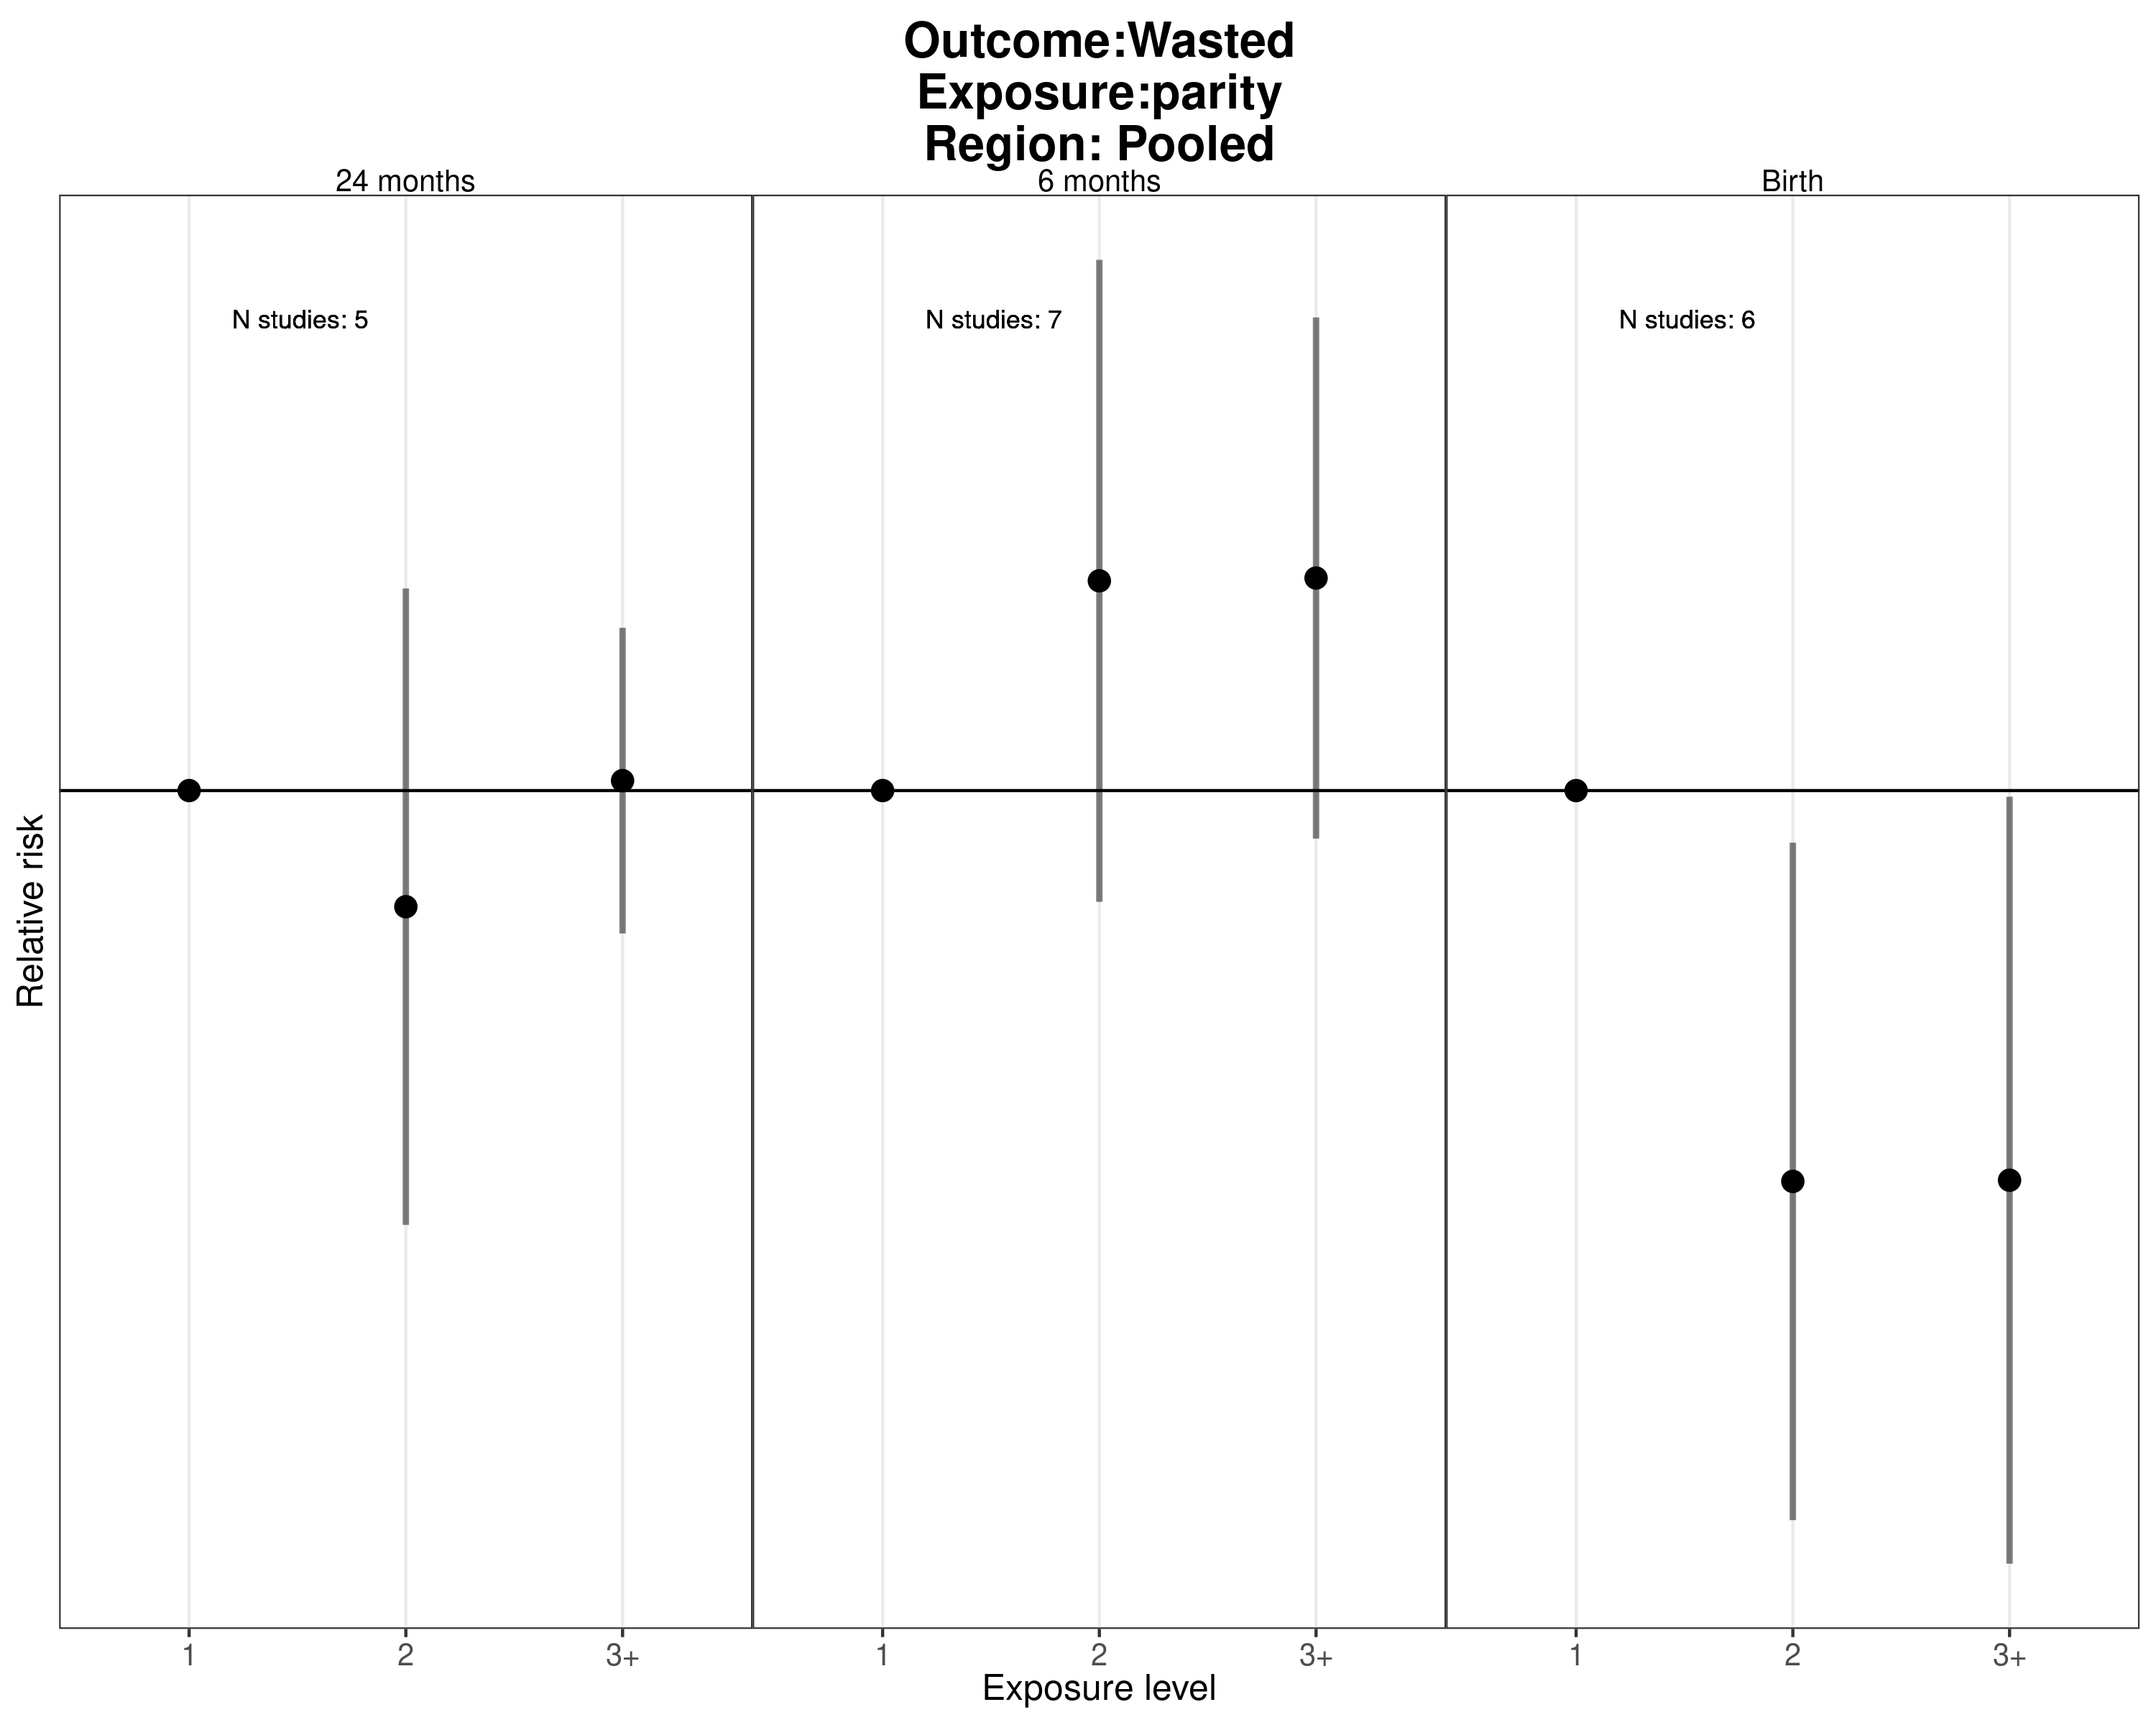 Outcome:Wasted
Exposure:parity
Region: Pooled
24 months
6 months
Birth
N studies: 5
N studies: 7
N studies: 6
Relative risk
1
2
3+
1
2
3+
1
2
3+
Exposure level